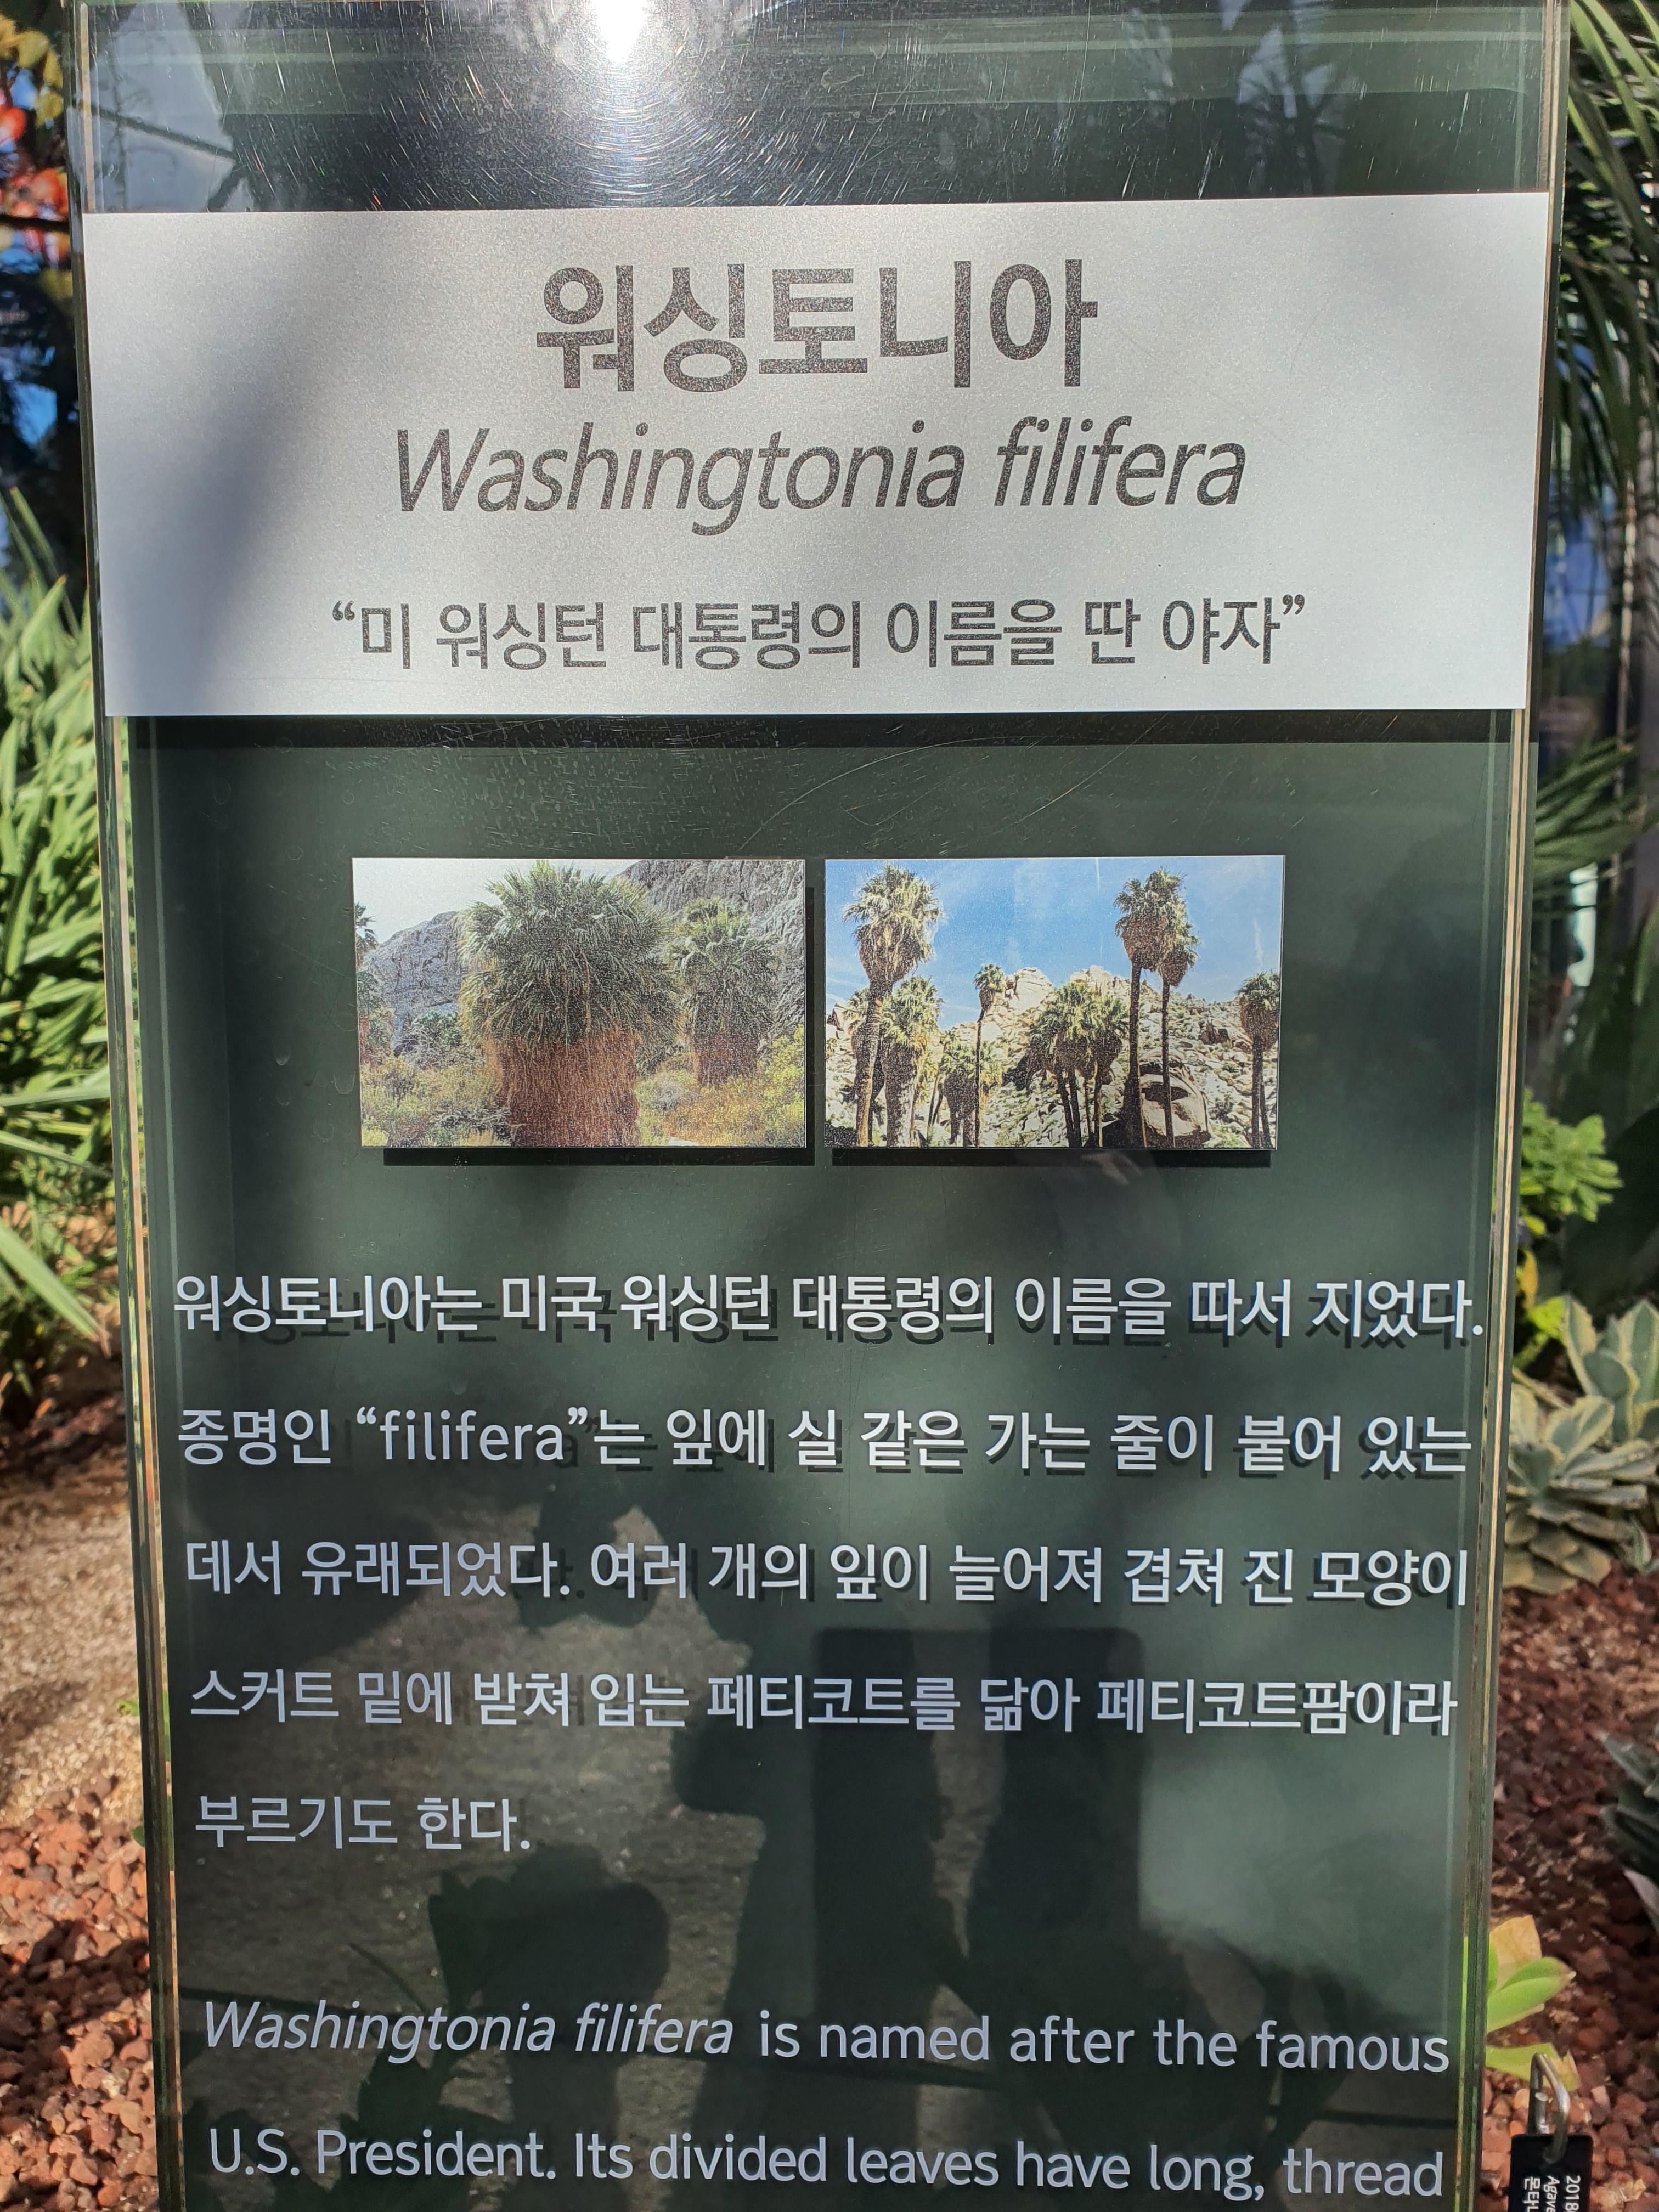 워싱토니아
Washingtonia filifera
“미 워싱턴 대통령의 이름을 딴 야자”
워싱토니아는 미국 워싱턴 대통령의 이름을 따서 지었다.
종명인 “filifera”는 잎에 실 같은 가는 줄이 붙어 있는
데서 유래되었다. 여러 개의 잎이 늘어져 겹쳐 진 모양이
스커트 밑에 받쳐 입는 페티코트를 닮아 페티코트팜이라
부르기도 한다.
Washingtonia filifera is named after the famous
U.S. President. Its divided leaves have long, thread
2018